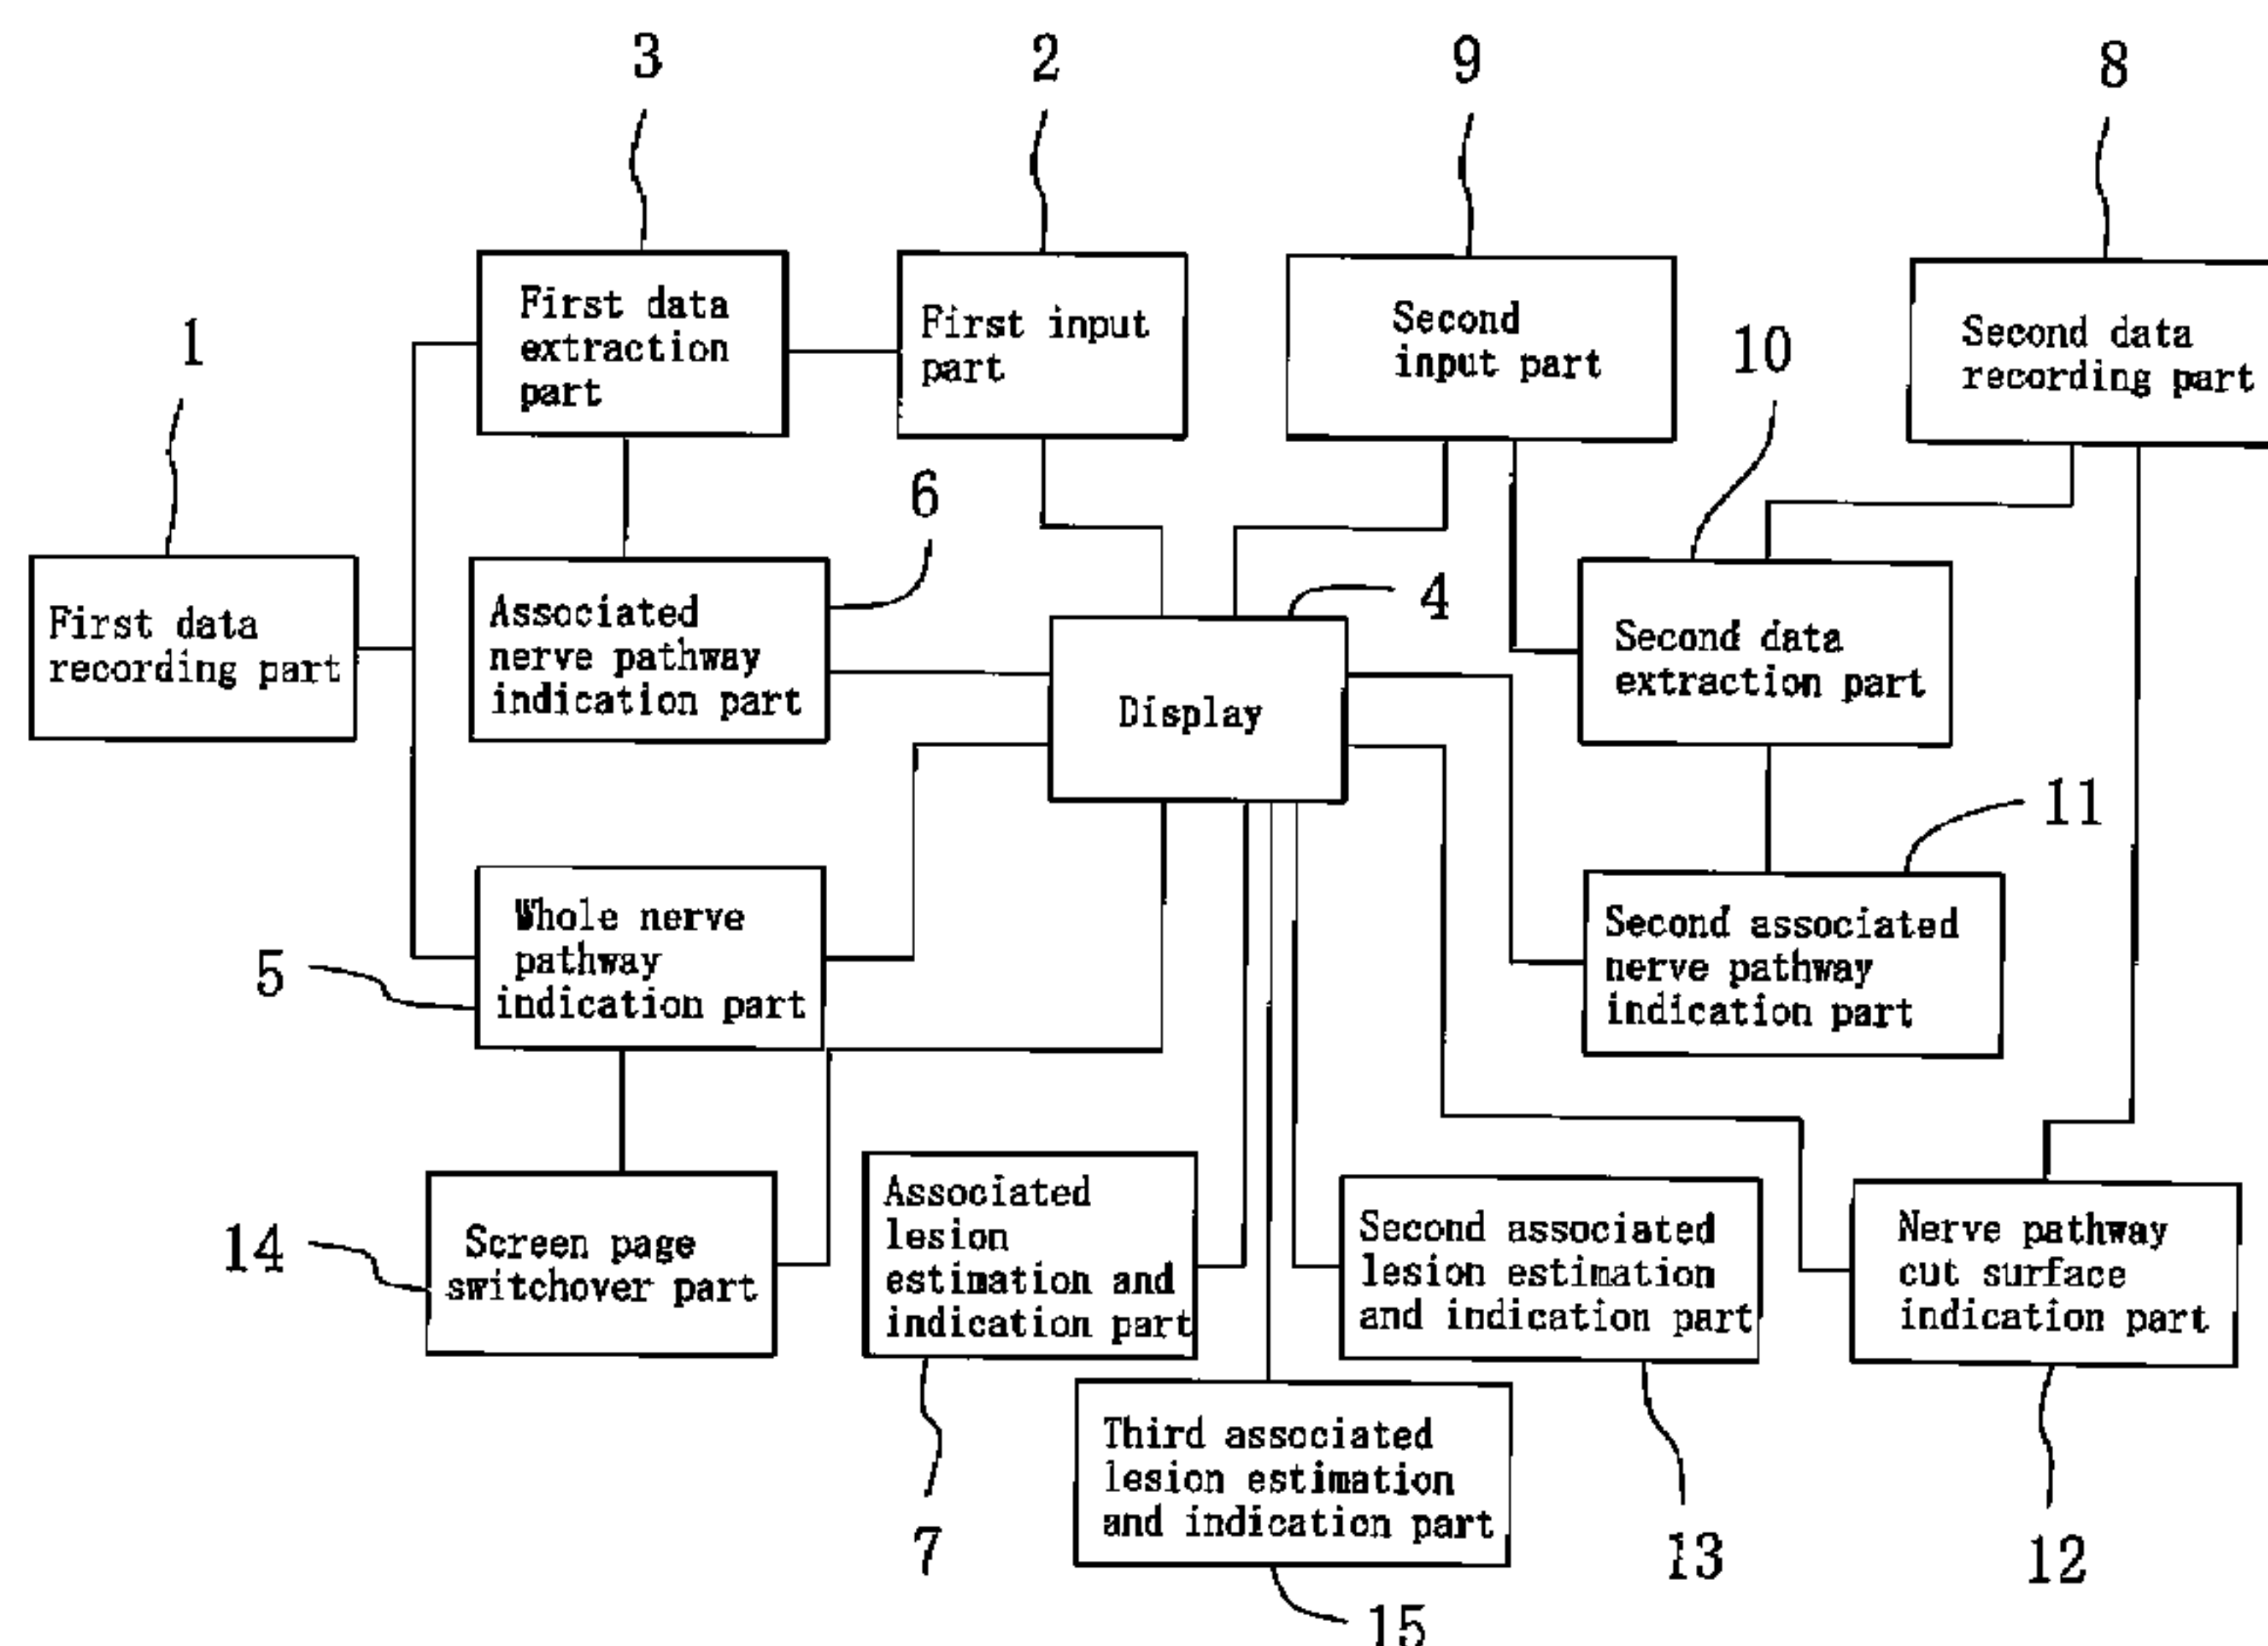 3
2
9
8
1
First data
extraction
part
First input
part
Second
input part
10
Second data
recording part
6
First data
recording part
Associated
nerve pathway
indication part
4
Display
Second data
extraction part
11
5
Whole nerve
pathway
indication part
Second associated
nerve pathway
indication part
14
Screen page
switchover part
Associated
lesion
estimation and
indication part
Second associated
lesion estimation
and indication part
Nerve pathway
cut surface
indication part
7
Third associated
lesion estimation
and indication part
13
12
15